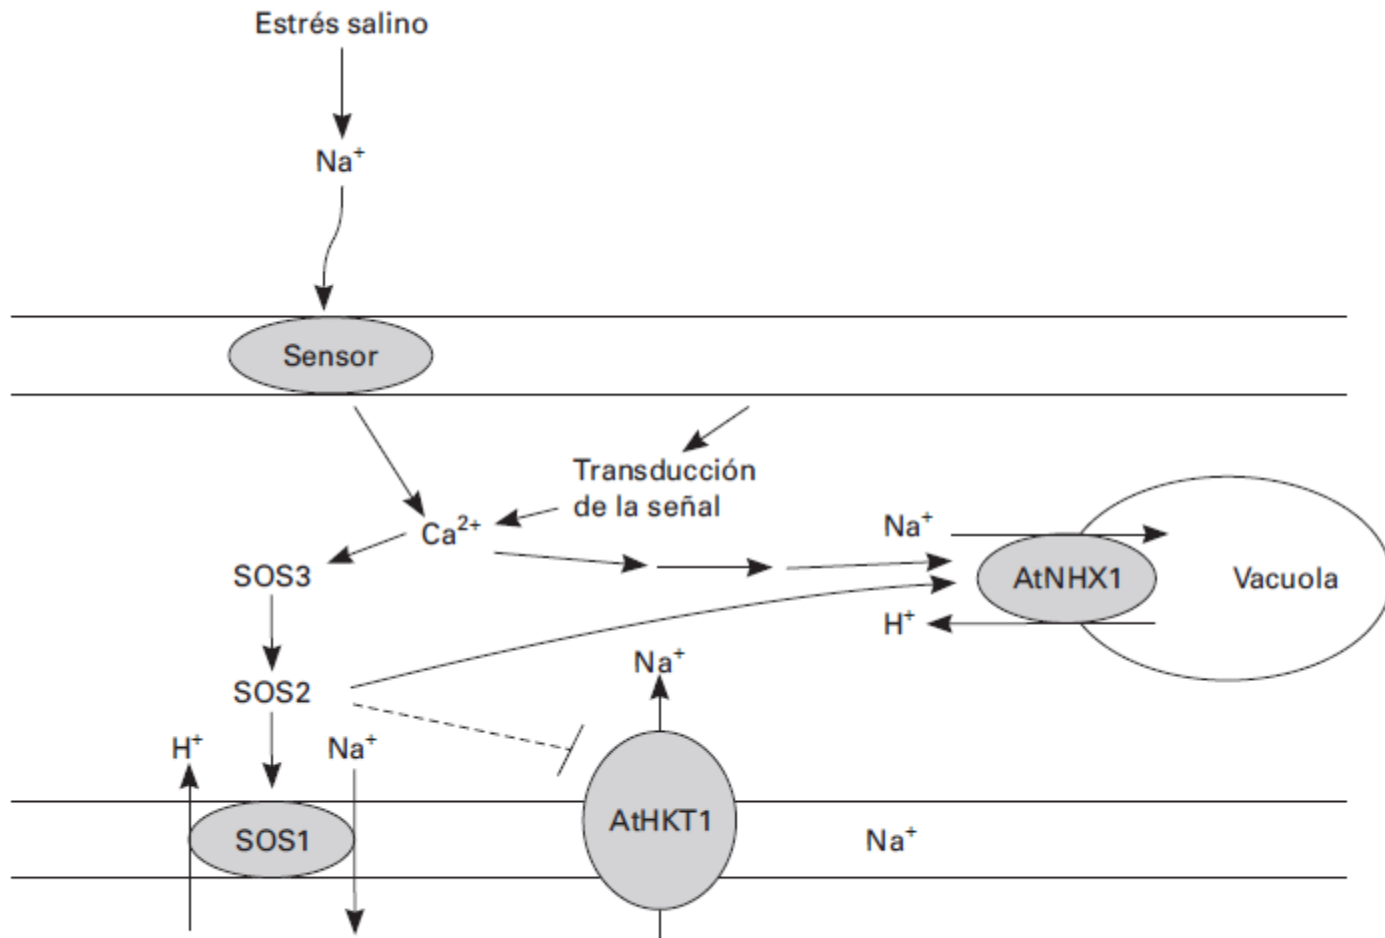 Estrés salino
Na⁺
Sensor
Transducción
de la señal
Ca²⁺
Na⁺
SOS3
AtNHX1
Vacuola
H⁺
Na⁺
SOS2
H⁺
Na⁺
SOS1
AtHKT1
Na⁺